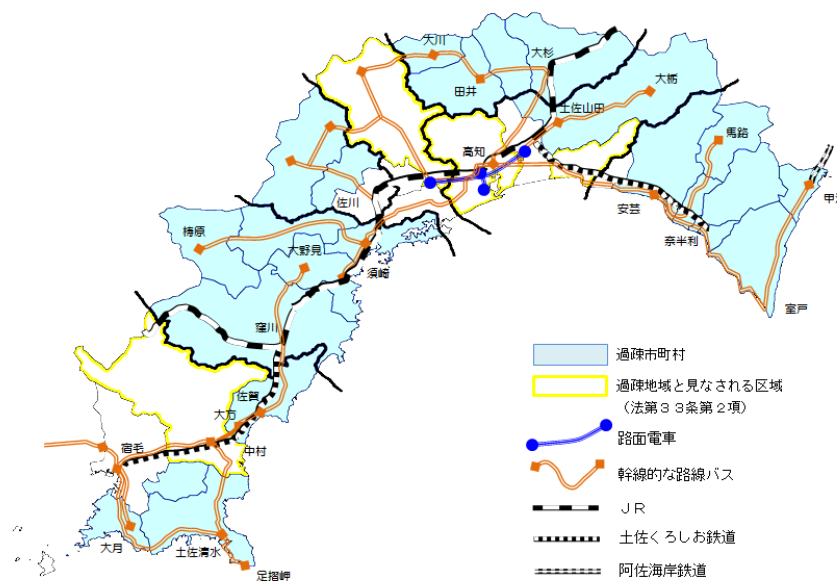 大川
大杉
田井
大栃
土佐山田
馬路
高知
佐川
安芸
奈半利
梼原
大野見
須崎
室戸
窪川
佐賀
大方
中村
宿毛
大月
土佐清水
足摺岬
過疎市町村
過疎地域と見なされる区域
(法第33条第2項)
路面電車
幹線的な路線バス
JR
土佐くろしお鉄道
阿佐海岸鉄道